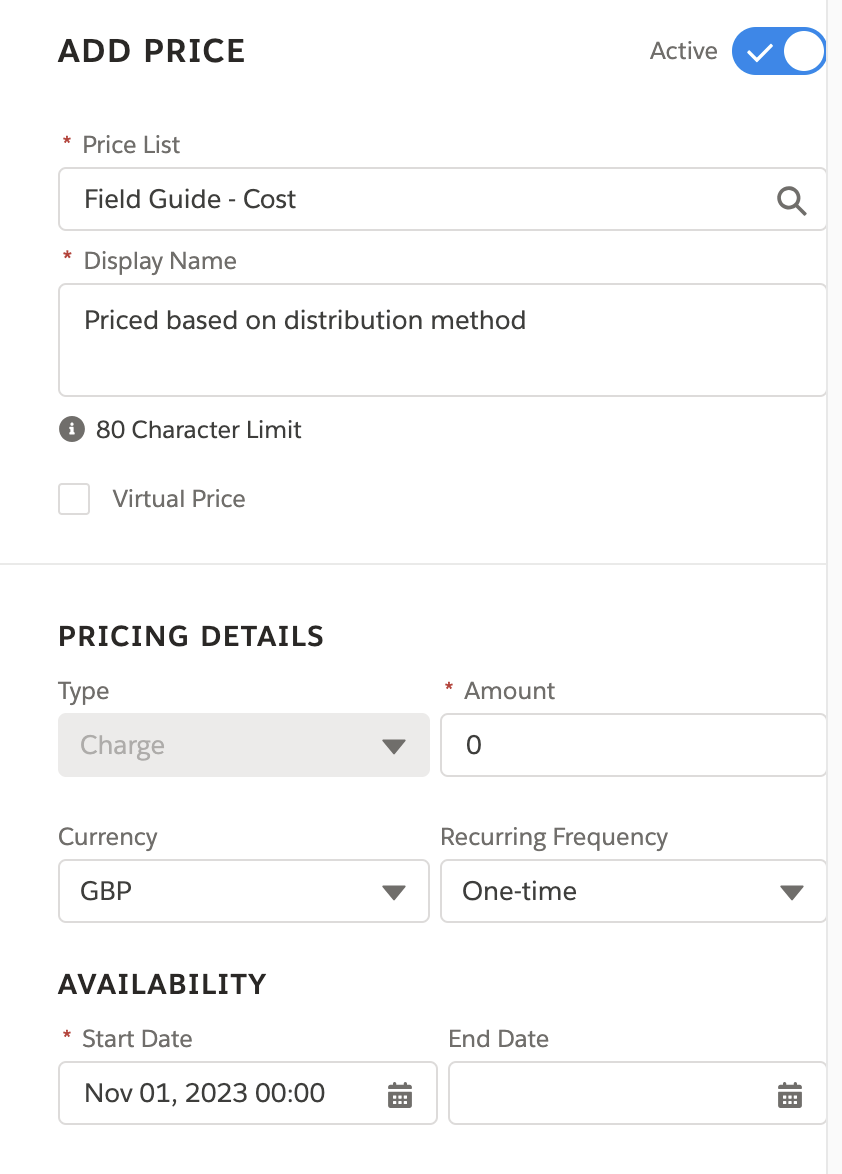 ADD PRICE Active
* Price List
Field Guide - Cost
* Display Name
Priced based on distribution method
80 Character Limit
Virtual Price
PRICING DETAILS
Type * Amount
Charge 0
Currency Recurring Frequency
GBP One-time
AVAILABILITY
* Start Date End Date
Nov 01, 2023 00:00